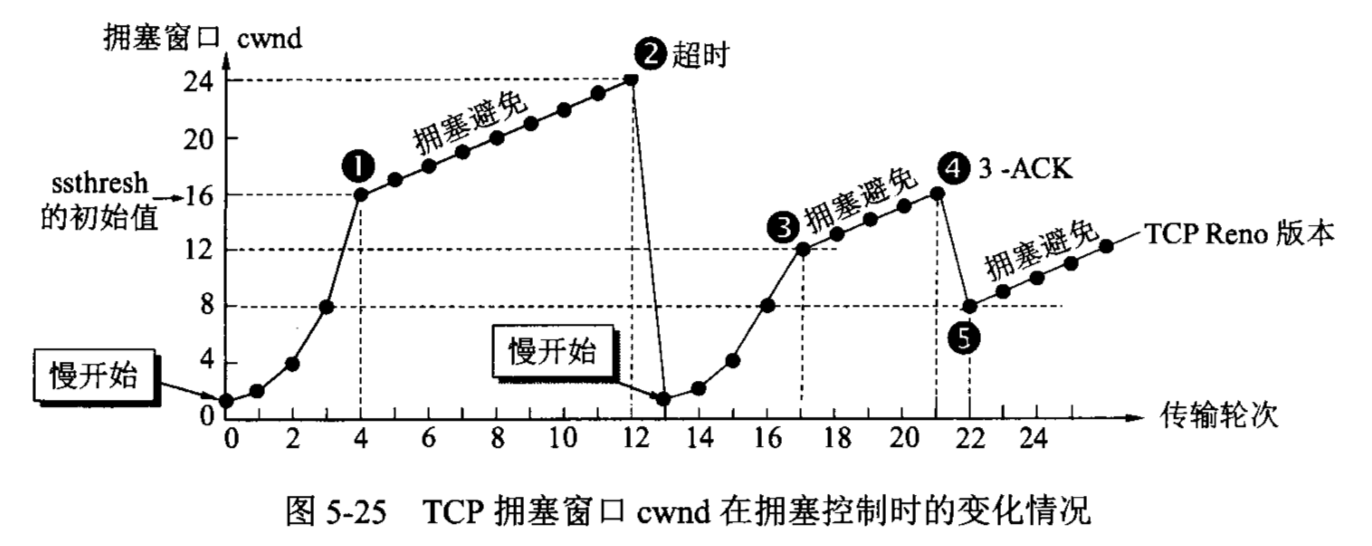 拥塞窗口 cwnd
❷超时
24
拥塞避免
20
❶
❹ 3 -ACK
ssthresh
的初始值
16
拥塞避免
❸
TCP Reno 版本
12
拥塞避免
8
❺
慢开始
慢开始
4
0
0 2 4 6 8 10 12 14 16 18 20 22 24
传输轮次
图 5-25 TCP 拥塞窗口 cwnd 在拥塞控制时的变化情况